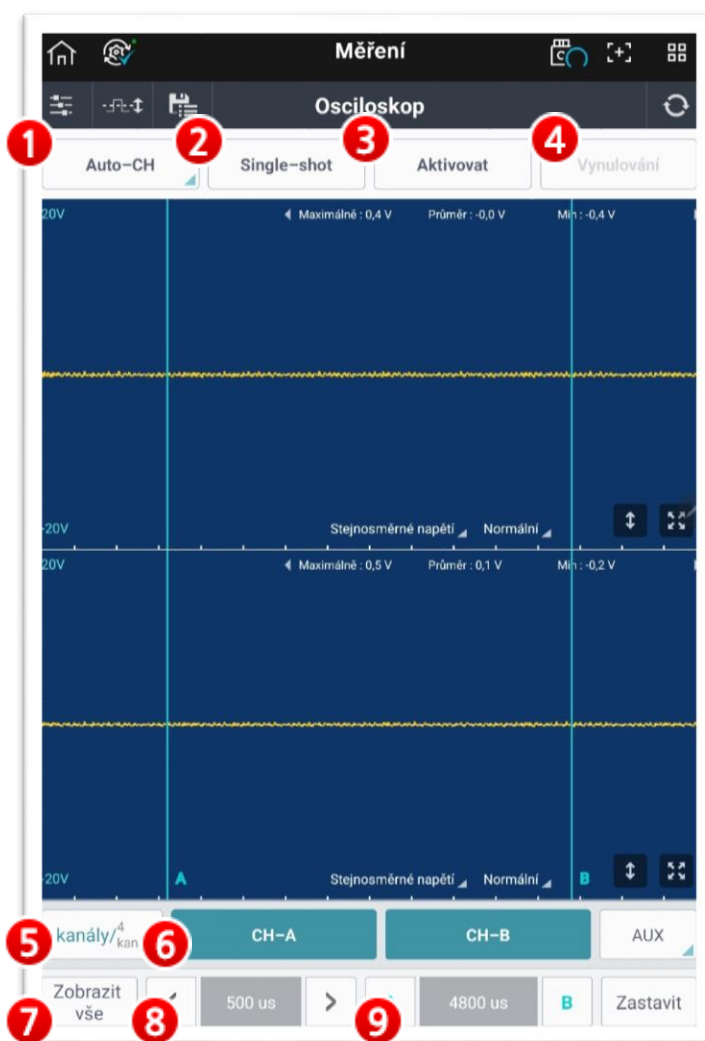 Měření
Osciloskop
1 Auto-CH 2 Single-shot 3 Aktivovat 4 Vynulování
20V Maximálně : 0,4 V Průměr : -0,0 V Min : -0,4 V
-20V Stejnosměrné napětí Normální
20V Maximálně : 0,5 V Průměr : 0,1 V Min : -0,2 V
-20V A Stejnosměrné napětí Normální B
5 kanály/4 kan 6 CH-A CH-B AUX
7 Zobrazit vše 8 500 us > 9 4800 us B Zastavit